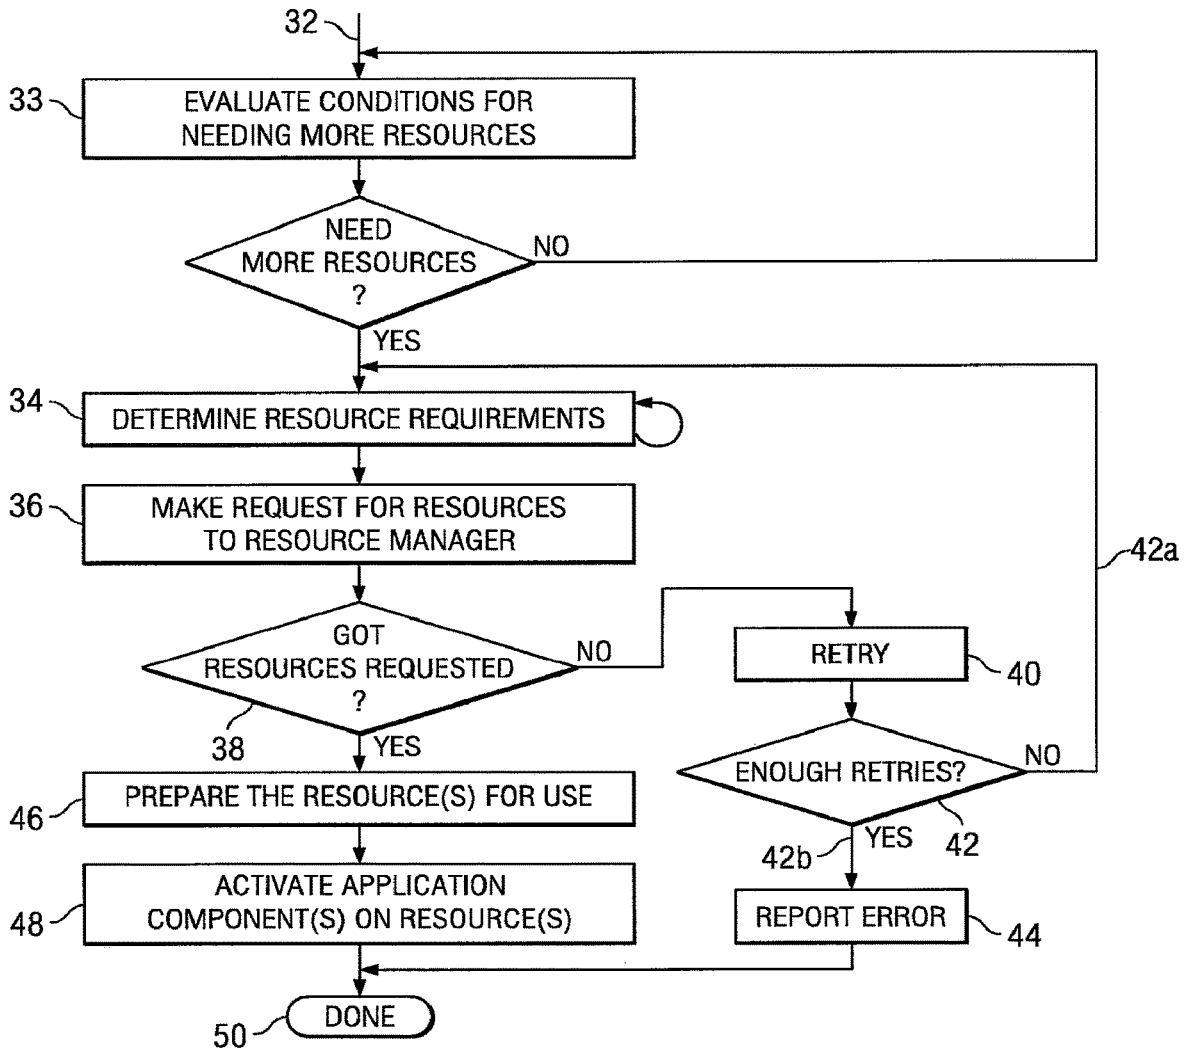 32
33
EVALUATE CONDITIONS FOR
NEEDING MORE RESOURCES
NEED
MORE RESOURCES
?
NO
YES
34
DETERMINE RESOURCE REQUIREMENTS
36
MAKE REQUEST FOR RESOURCES
TO RESOURCE MANAGER
42a
GOT
RESOURCES REQUESTED
?
NO
38
YES
RETRY
40
ENOUGH RETRIES?
NO
42
YES
42b
46
PREPARE THE RESOURCE(S) FOR USE
48
ACTIVATE APPLICATION
COMPONENT(S) ON RESOURCE(S)
REPORT ERROR
44
50
DONE